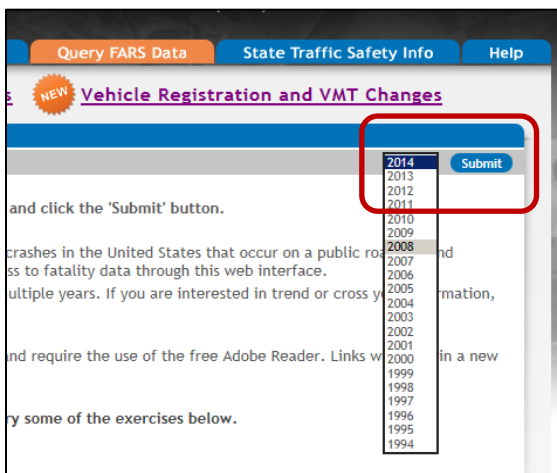 Query FARS Data State Traffic Safety Info Help
s NEW Vehicle Registration and VMT Changes
2014 Submit
2013
2012
and click the 'Submit' button. 2011
2010
2009
crashes in the United States that occur on a public nd
2008
ss to fatality data through this web interface. 2007
2006
ultiple years. If you are interested in trend or cross y mation,
2005
2004
2003
2002
2001
and require the use of the free Adobe Reader. Links w in a new
2000
1999
1998
1997
ry some of the exercises below. 1996
1995
1994